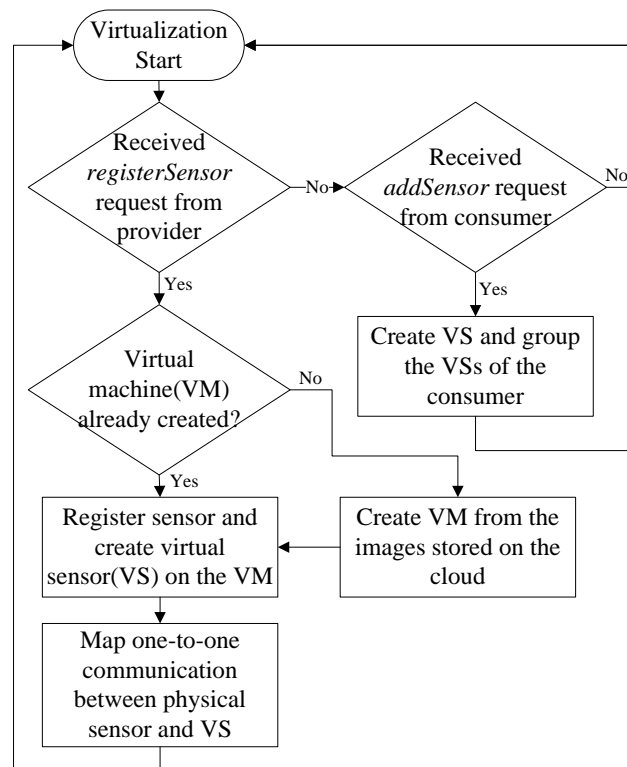 Virtualization
Start
Received
registerSensor
request from
provider
No
Received
addSensor request
from consumer
No
Yes
Yes
Virtual
machine(VM)
already created?
No
Create VS and group
the VSs of the
consumer
Yes
Register sensor and
create virtual
sensor(VS) on the VM
Create VM from the
images stored on the
cloud
Map one-to-one
communication
between physical
sensor and VS